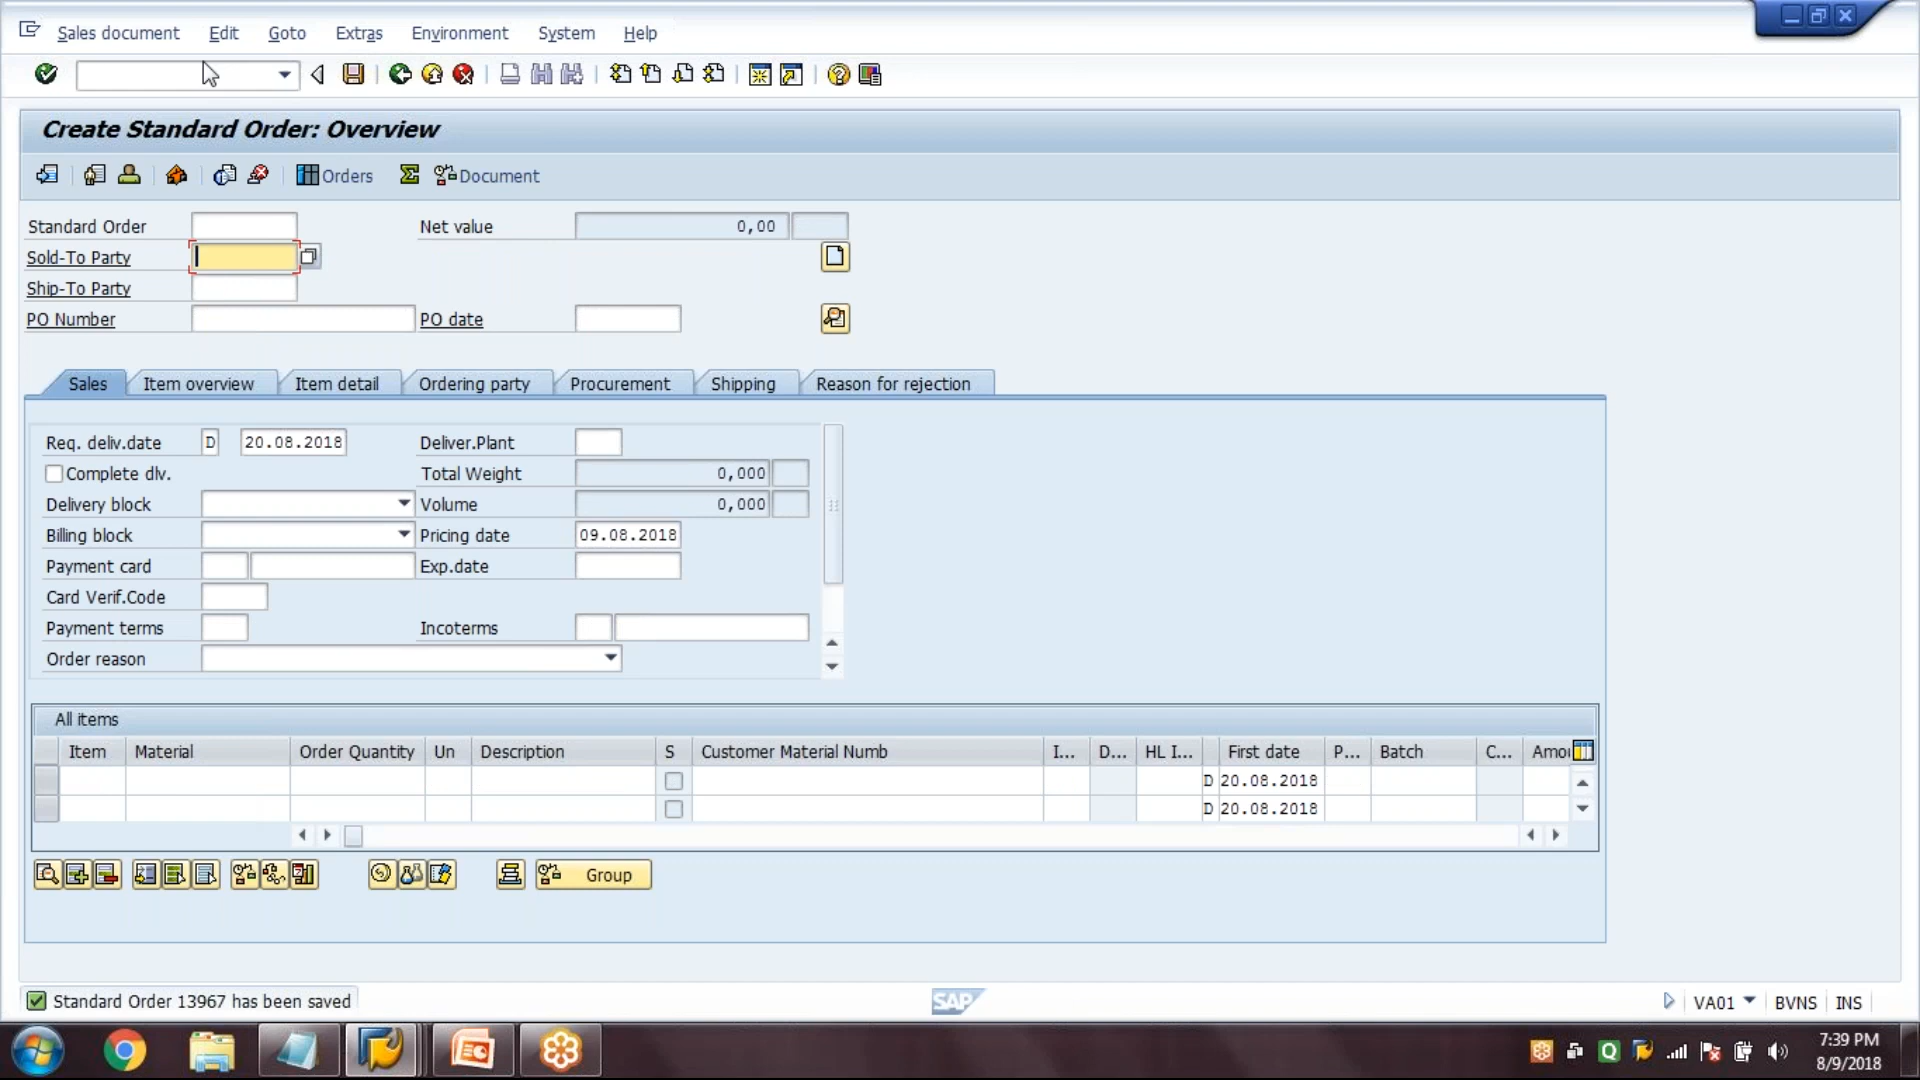 Sales document Edit Goto Extras Environment System Help
Create Standard Order: Overview
Orders Document
Standard Order Net value 0,00
Sold-To Party
Ship-To Party
PO Number PO date
Sales Item overview Item detail Ordering party Procurement Shipping Reason for rejection
Req. deliv.date D 20.08.2018 Deliver.Plant
Complete dlv. Total Weight 0,000
Delivery block Volume 0,000
Billing block Pricing date 09.08.2018
Payment card Exp.date
Card Verif.Code
Payment terms Incoterms
Order reason
All items
Item Material Order Quantity Un Description S Customer Material Numb I... D... HL I... First date P... Batch C... Amou
D 20.08.2018
D 20.08.2018
Group
Standard Order 13967 has been saved SAP VA01 BVNS INS
7:39 PM
8/9/2018